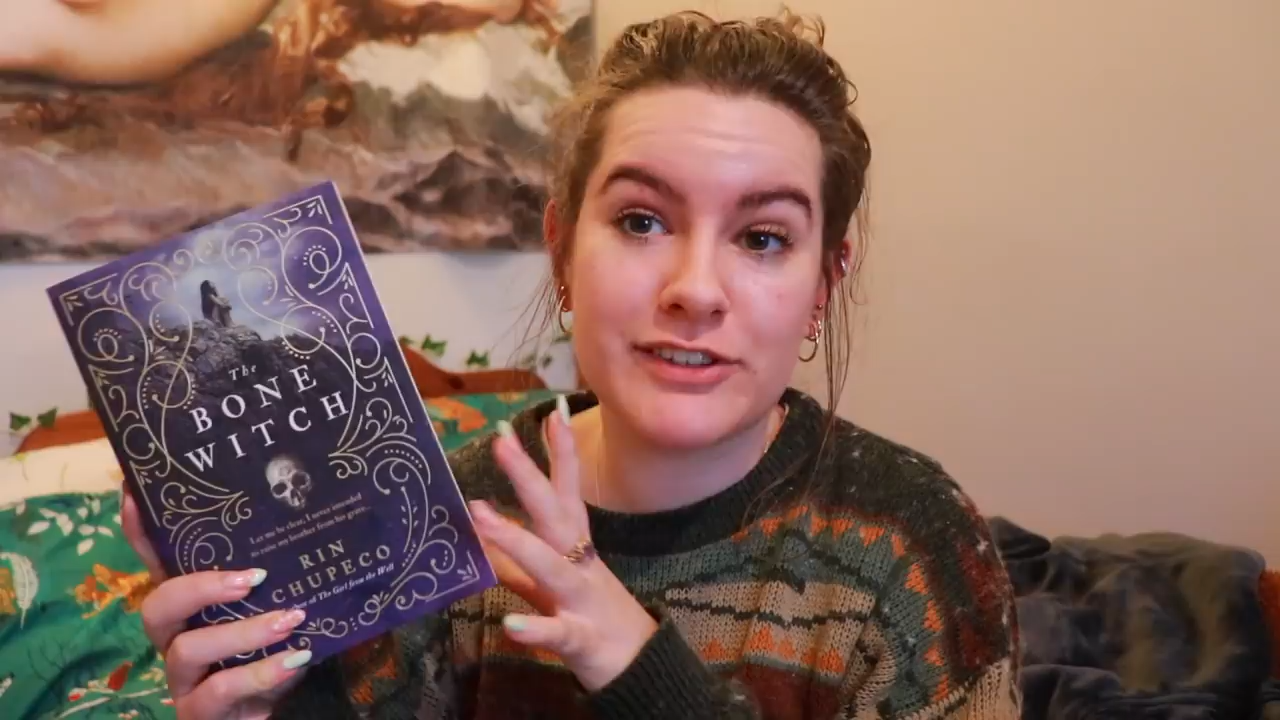 The
BONE
WITCH
Let me be clear: I never intended
to raise my brother from his grave...
RIN
CHUPECO
of The Girl from the Well